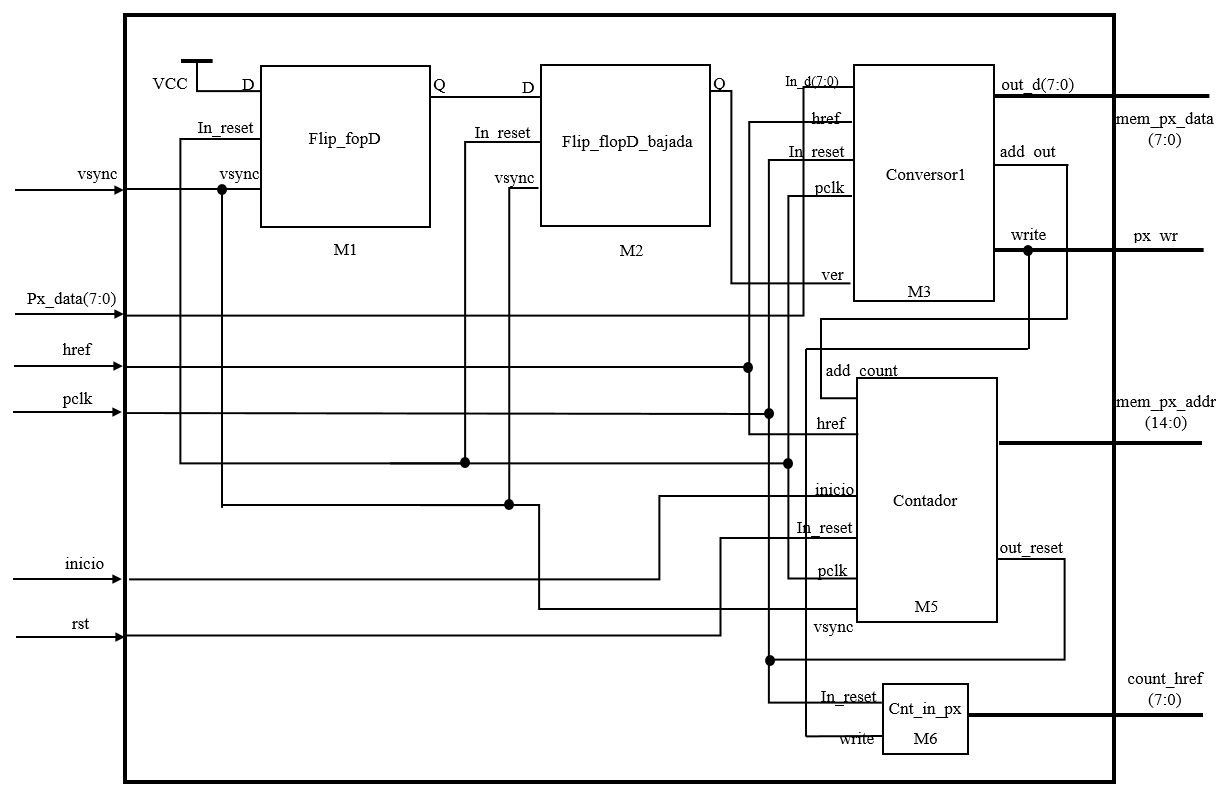 VCC
D
Q
In_reset
vsync
Flip_fopD
M1
D
Q
In_reset
vsync
Flip_flopD_bajada
M2
In_d(7:0)
href
In_reset
pclk
ver
Conversor1
M3
out_d(7:0)
add_out
write
mem_px_data
(7:0)
px_wr
vsync
Px_data(7:0)
href
pclk
inicio
rst
add_count
href
inicio
In_reset
pclk
vsync
Contador
M5
out_reset
mem_px_addr
(14:0)
In_reset
write
Cnt_in_px
M6
count_href
(7:0)